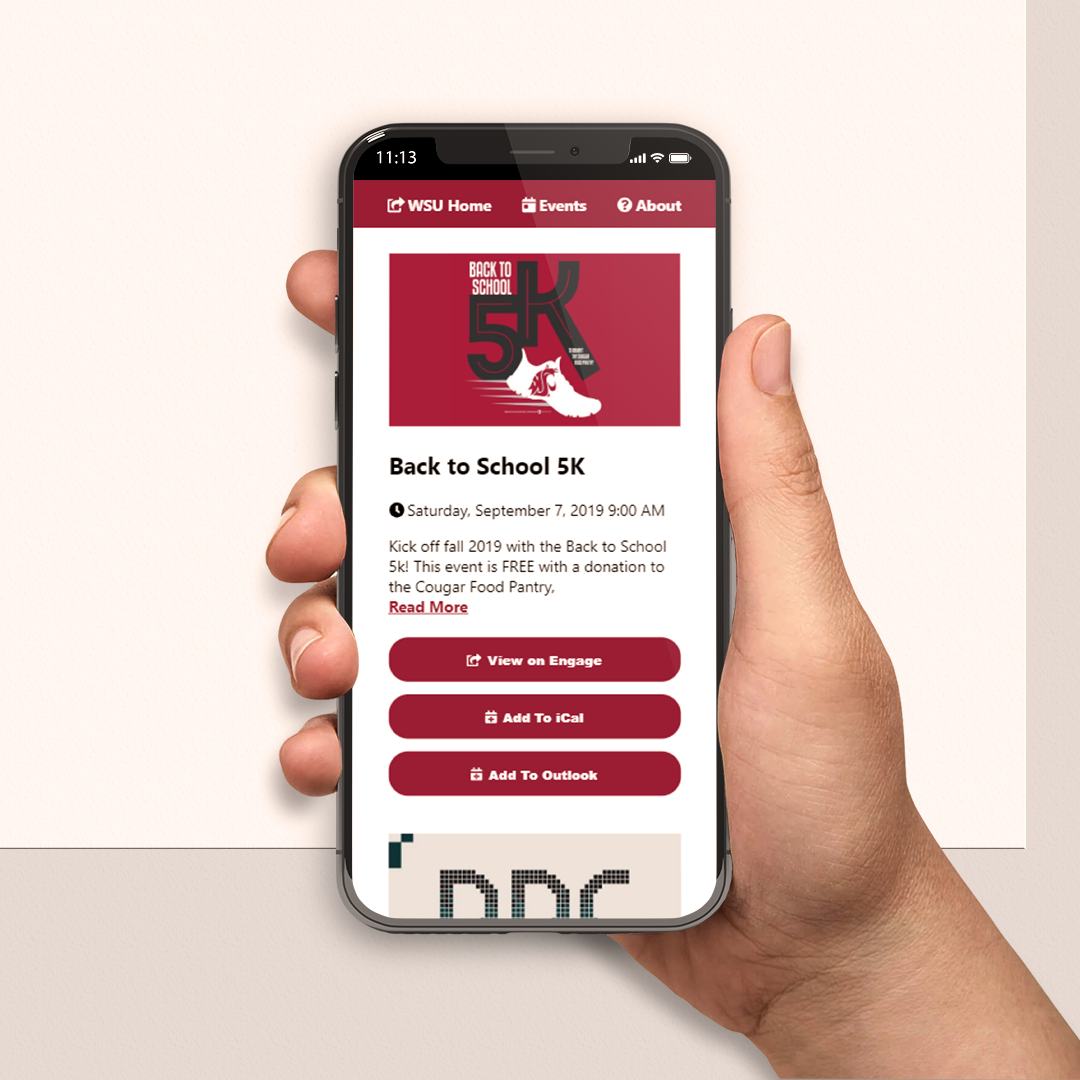 11:13
WSU Home Events About
BACK TO
SCHOOL
5K
Back to School 5K
Saturday, September 7, 2019 9:00 AM
Kick off fall 2019 with the Back to School
5k! This event is FREE with a donation to
the Cougar Food Pantry,
Read More
View on Engage
Add To iCal
Add To Outlook